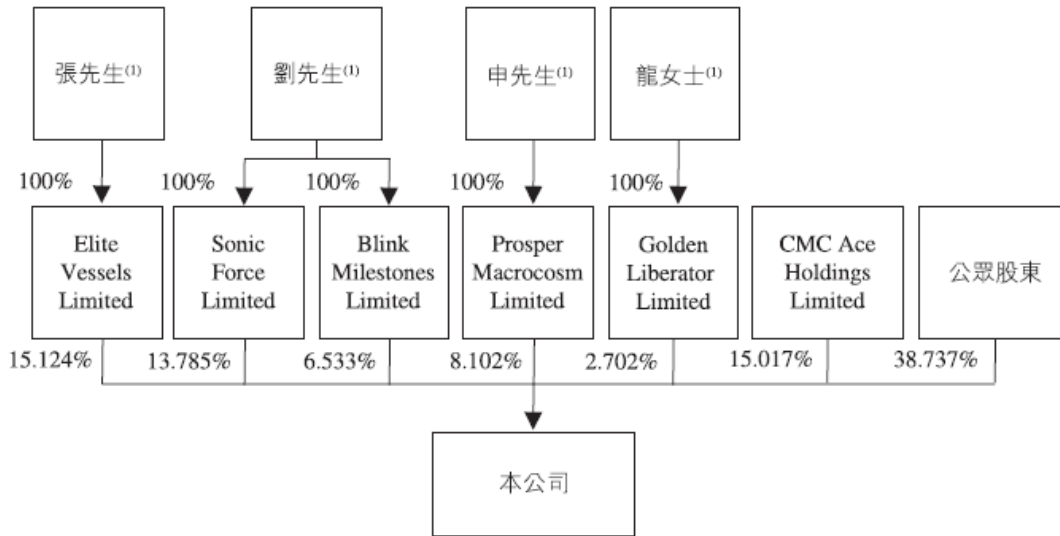 張先生(1)
劉先生(1)
申先生(1)
龍女士(1)
100%
100%
100%
100%
100%
Elite
Vessels
Limited
Sonic
Force
Limited
Blink
Milestones
Limited
Prosper
Macrocosm
Limited
Golden
Liberator
Limited
CMC Ace
Holdings
Limited
公眾股東
15.124%
13.785%
6.533%
8.102%
2.702%
15.017%
38.737%
本公司